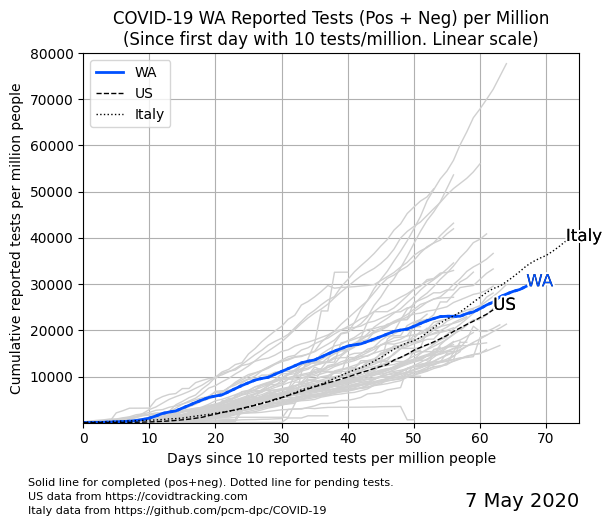 COVID-19 WA Reported Tests (Pos + Neg) per Million
(Since first day with 10 tests/million. Linear scale)
Cumulative reported tests per million people
80000
70000
60000
50000
40000
30000
20000
10000
WA
US
Italy
Italy
WA
US
0 10 20 30 40 50 60 70
Days since 10 reported tests per million people
Solid line for completed (pos+neg). Dotted line for pending tests.
US data from https://covidtracking.com
Italy data from https://github.com/pcm-dpc/COVID-19
7 May 2020